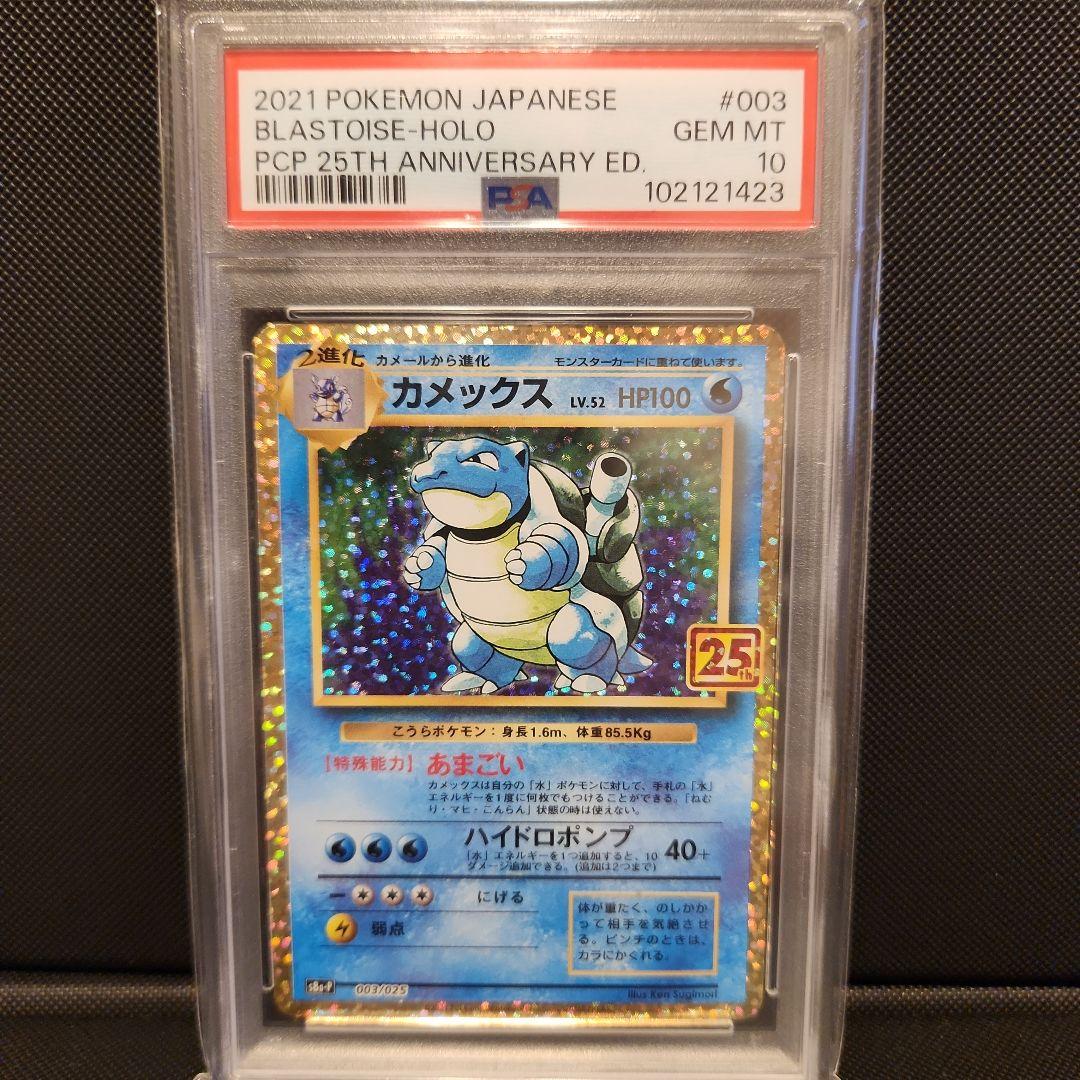 2021 POKEMON JAPANESE #003
BLASTOISE-HOLO GEM MT
PCP 25TH ANNIVERSARY ED. 10
PSA 102121423
2進化 カメールから進化 モンスターカードに重ねて使います。
カメックス LV.52 HP100
25th
こうらポケモン：身長1.6m、体重85.5Kg
［特殊能力］ あまごい
カメックスは自分の「水」ポケモンに対して、手札の「水」
エネルギーを1度に何枚でもつけることができる。「ねむ
り・マヒ・こんらん」状態の時は使えない。
ハイドロポンプ
「水」エネルギーを1つ追加すると、10 40+
ダメージ追加できる。（追加は2つまで）
にげる
弱点
体が重たく、のしかか
って相手を気絶させ
る。ピンチのときは、
カラにかくれる。
s8a-P 003/025 Illus Ken Sugimori